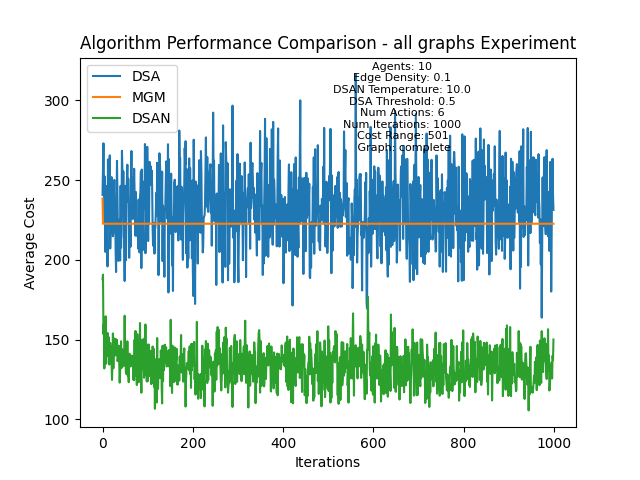 Algorithm Performance Comparison - all graphs Experiment
DSA
MGM
DSAN
Agents: 10
Edge Density: 0.1
DSAN Temperature: 10.0
DSA Threshold: 0.5
Num Actions: 6
Num Iterations: 1000
Cost Range: 501
Graph: complete
300
250
200
150
100
Average Cost
0 200 400 600 800 1000
Iterations